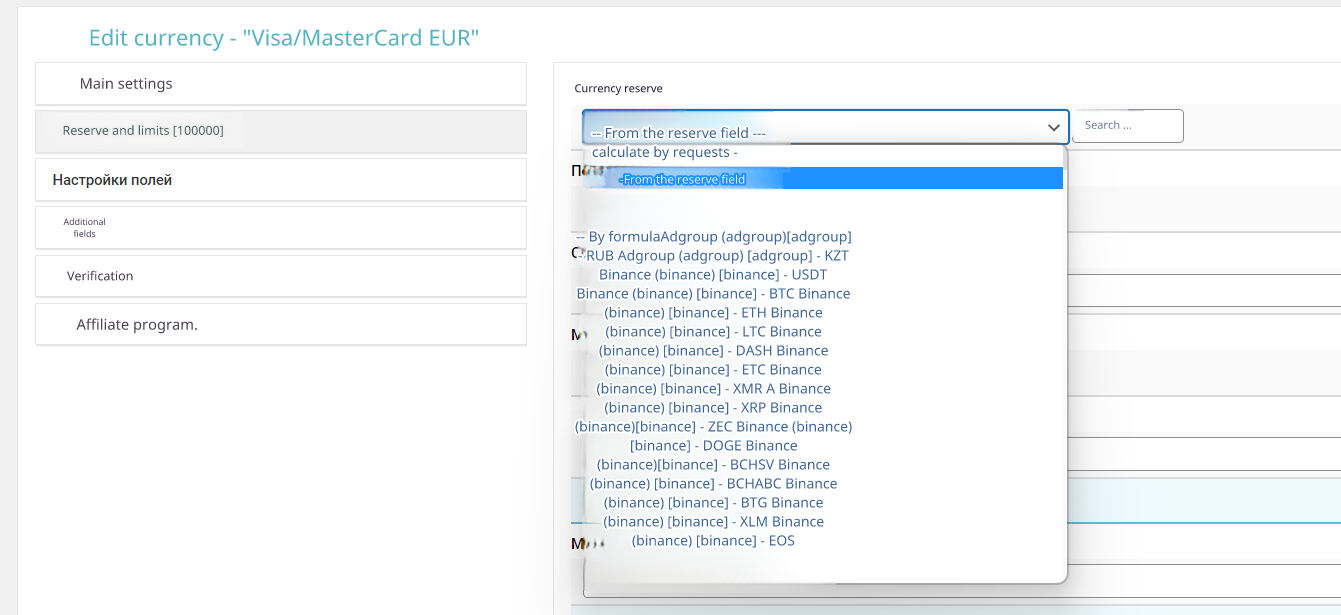 Edit currency - "Visa/MasterCard EUR"
Main settings
Reserve and limits [100000]
Настройки полей
Additional
fields
Verification
Affiliate program.
Currency reserve
-- From the reserve field ---
Search ...
calculate by requests -
-From the reserve field
-- By formulaAdgroup (adgroup)[adgroup]
- RUB Adgroup (adgroup) [adgroup] - KZT
Binance (binance) [binance] - USDT
Binance (binance) [binance] - BTC Binance
(binance) [binance] - ETH Binance
(binance) [binance] - LTC Binance
(binance) [binance] - DASH Binance
(binance) [binance] - ETC Binance
(binance) [binance] - XMR A Binance
(binance) [binance] - XRP Binance
(binance)[binance] - ZEC Binance (binance)
[binance] - DOGE Binance
(binance)[binance] - BCHSV Binance
(binance) [binance] - BCHABC Binance
(binance) [binance] - BTG Binance
(binance) [binance] - XLM Binance
(binance) [binance] - EOS